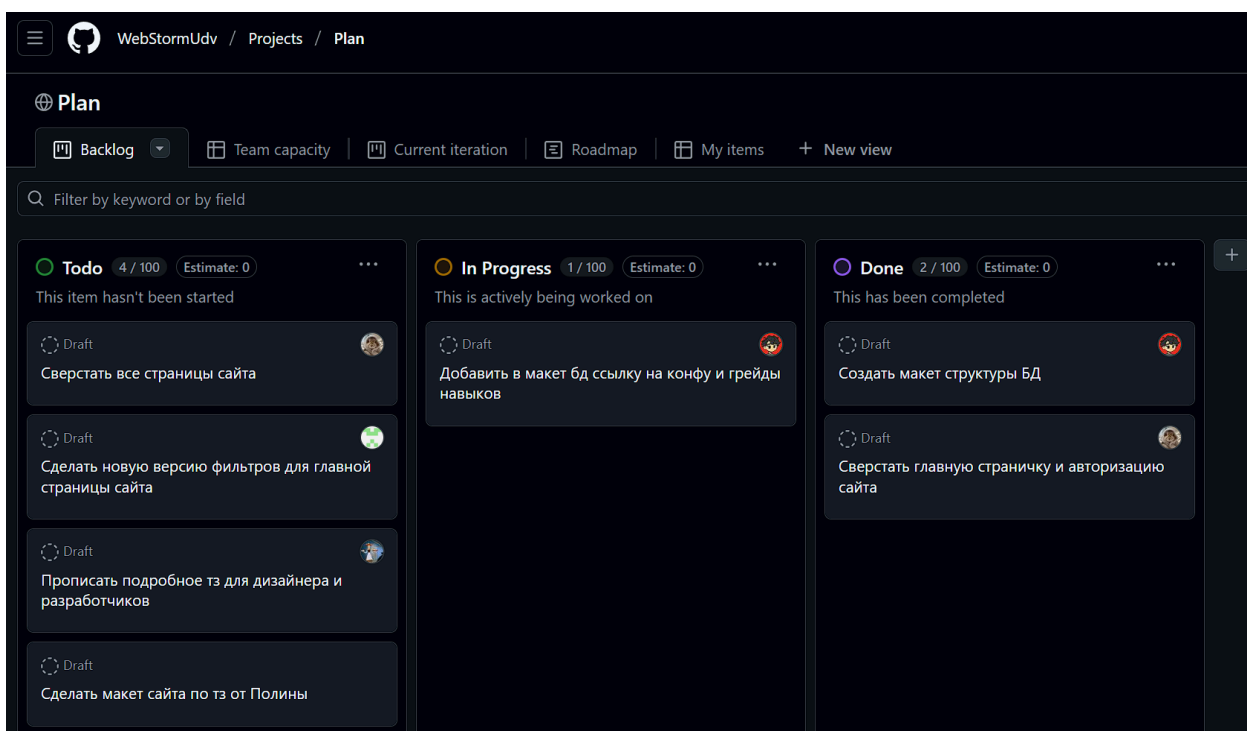 WebStormUdv / Projects / Plan
Plan
Backlog
Team capacity
Current iteration
Roadmap
My items
+ New view
Filter by keyword or by field
Todo 4 / 100 Estimate: 0
This item hasn't been started
Draft
Сверстать все страницы сайта
Draft
Сделать новую версию фильтров для главной
страницы сайта
Draft
Прописать подробное тз для дизайнера и
разработчиков
Draft
Сделать макет сайта по тз от Полины
In Progress 1 / 100 Estimate: 0
This is actively being worked on
Draft
Добавить в макет бд ссылку на конфу и грейды
навыков
Done 2 / 100 Estimate: 0
This has been completed
Draft
Создать макет структуры БД
Draft
Сверстать главную страничку и авторизацию
сайта